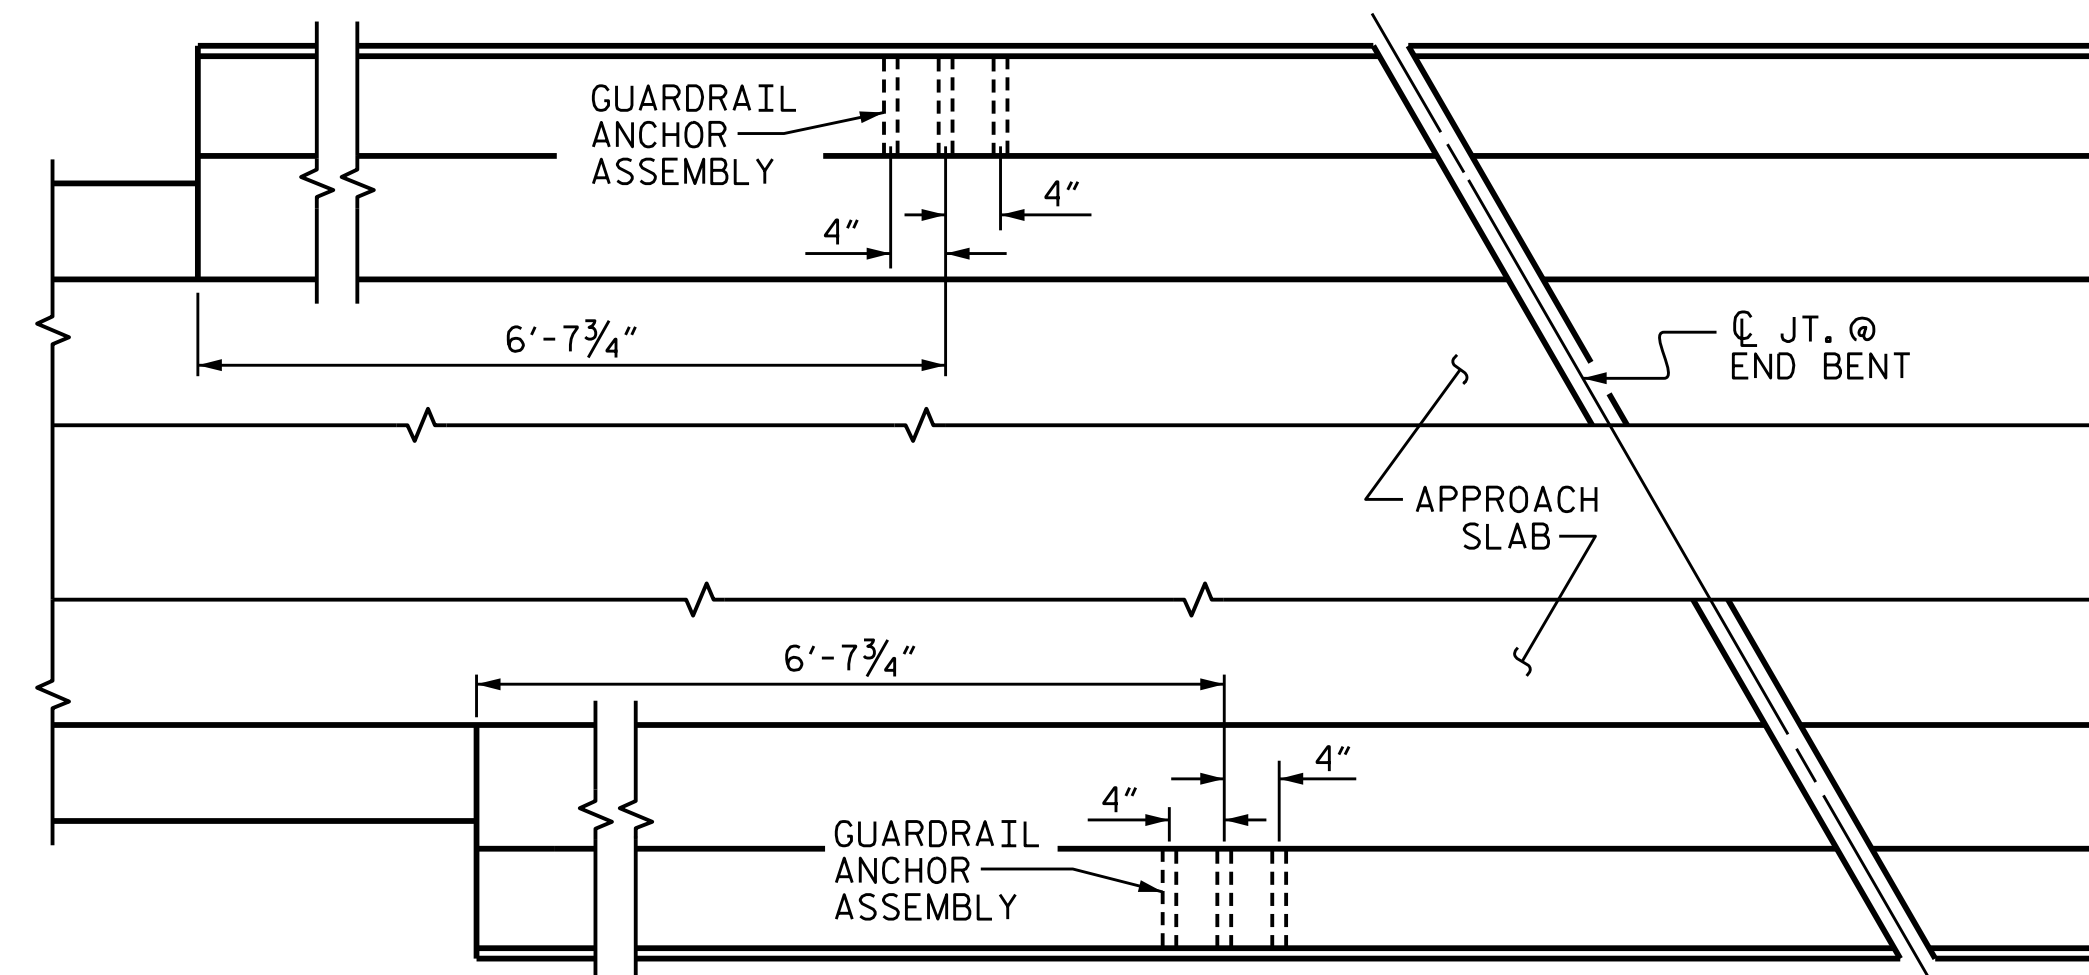 GUARDRAIL
ANCHOR
ASSEMBLY
4"
4"
6'-7¾"
℄ JT. @
END BENT
APPROACH
SLAB
6'-7¾"
4"
4"
GUARDRAIL
ANCHOR
ASSEMBLY